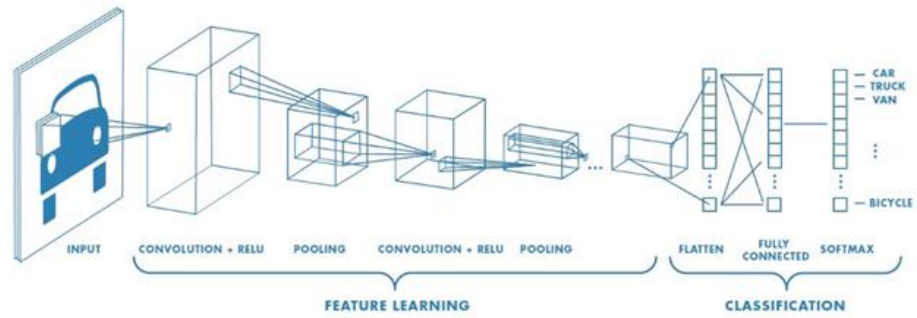 CAR
TRUCK
VAN
BICYCLE
INPUT
CONVOLUTION + RELU
POOLING
CONVOLUTION + RELU
POOLING
FLATTEN
FULLY
CONNECTED
SOFTMAX
FEATURE LEARNING
CLASSIFICATION